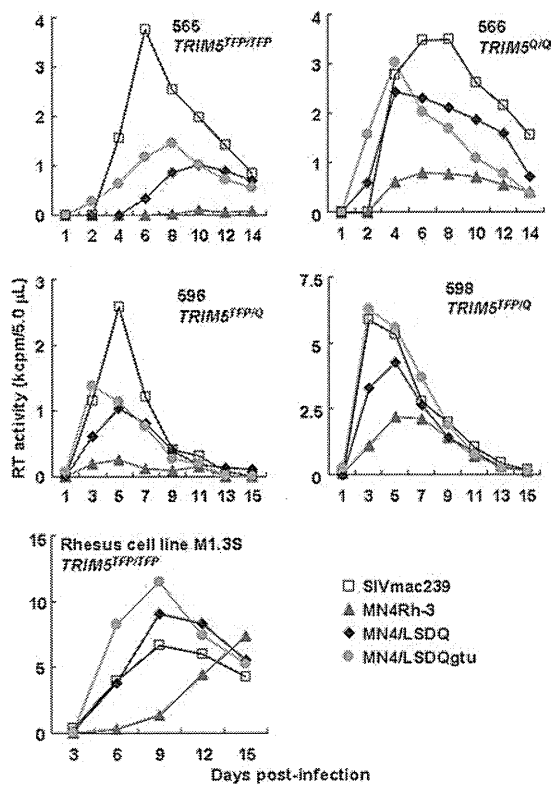 565
TRIM5TFP/TFP
566
TRIM5Q/Q
4
3
2
1
0
1 2 4 6 8 10 12 14
4
3
2
1
0
1 2 4 6 8 10 12 14
596
TRIM5TFP/Q
598
TRIM5TFP/Q
3
2
1
0
1 3 5 7 9 11 13 15
7.5
5
2.5
0
1 3 5 7 9 11 13 15
RT activity (kcpm/5.0 µL)
Rhesus cell line M1.3S
TRIM5TFP/TFP
15
10
5
0
3 6 9 12 15
SIVmac239
MN4Rh-3
MN4/LSDQ
MN4/LSDQgtu
Days post-infection